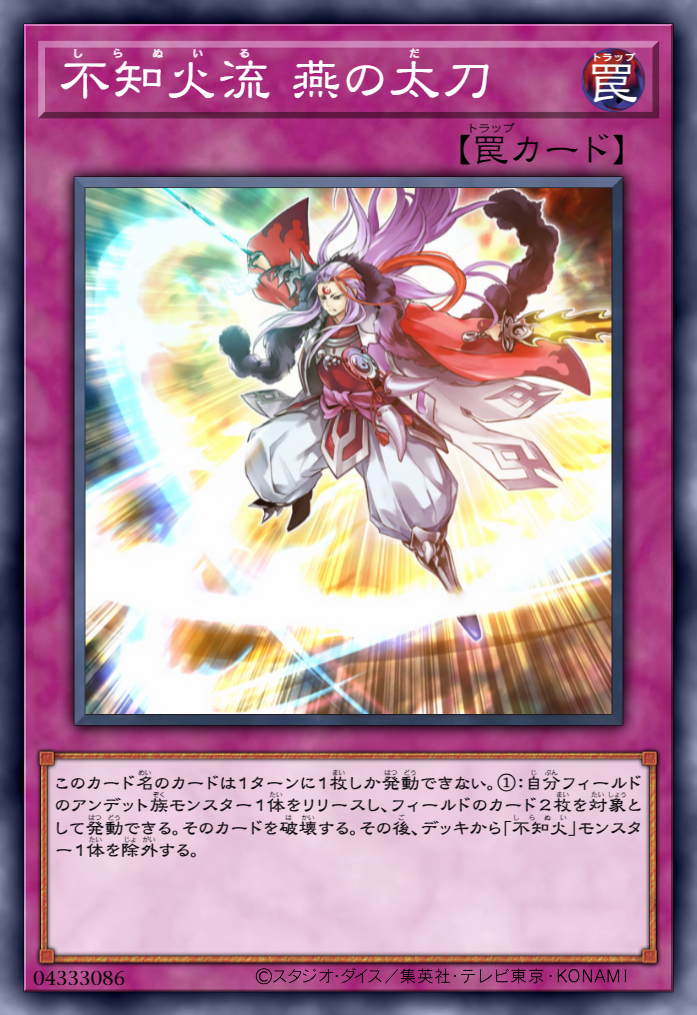 不知火流 燕の太刀
罠
【罠カード】
このカード名のカードは1ターンに1枚しか発動できない。①：自分フィールド
のアンデット族モンスター1体をリリースし、フィールドのカード2枚を対象と
して発動できる。そのカードを破壊する。その後、デッキから「不知火」モンスタ
ー1体を除外する。
04333086
©スタジオ・ダイス／集英社・テレビ東京・KONAMI